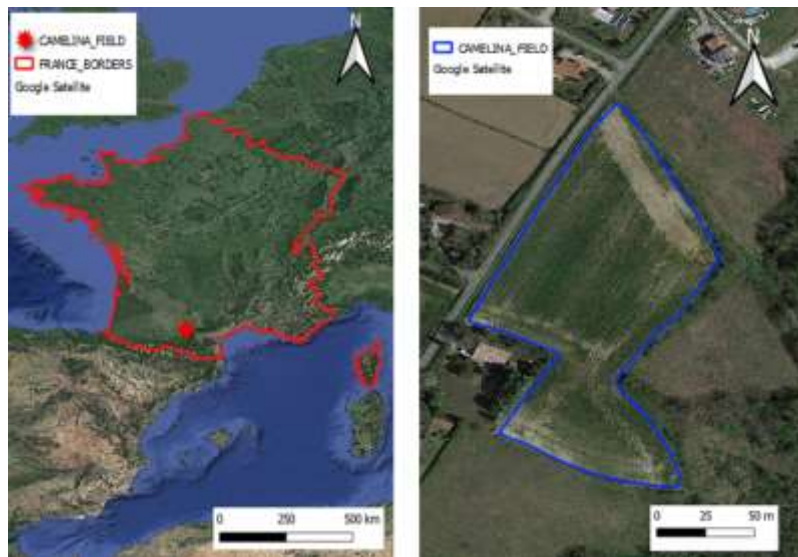 N
CAMELINA_FIELD
FRANCE_BORDERS
Google Satellite
0 250 500 km
N
CAMELINA_FIELD
Google Satellite
0 25 50 m